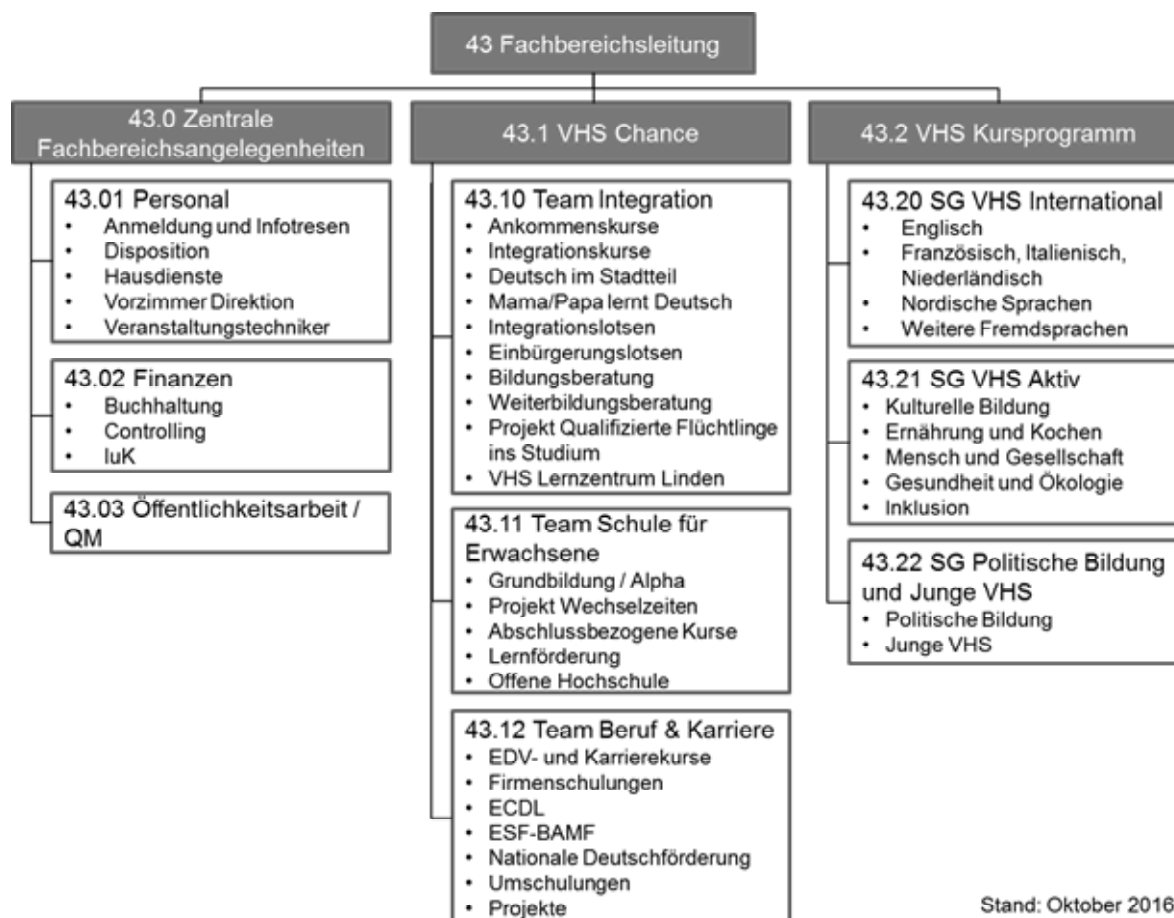 43 Fachbereichsleitung
43.0 Zentrale
Fachbereichsangelegenheiten
43.01 Personal
• Anmeldung und Infotresen
• Disposition
• Hausdienste
• Vorzimmer Direktion
• Veranstaltungstechniker
43.02 Finanzen
• Buchhaltung
• Controlling
• IuK
43.03 Öffentlichkeitsarbeit /
QM
43.1 VHS Chance
43.10 Team Integration
• Ankommenskurse
• Integrationskurse
• Deutsch im Stadtteil
• Mama/Papa lernt Deutsch
• Integrationslotsen
• Einbürgerungslotsen
• Bildungsberatung
• Weiterbildungsberatung
• Projekt Qualifizierte Flüchtlinge
ins Studium
• VHS Lernzentrum Linden
43.11 Team Schule für
Erwachsene
• Grundbildung / Alpha
• Projekt Wechselzeiten
• Abschlussbezogene Kurse
• Lernförderung
• Offene Hochschule
43.12 Team Beruf & Karriere
• EDV- und Karrierekurse
• Firmenschulungen
• ECDL
• ESF-BAMF
• Nationale Deutschförderung
• Umschulungen
• Projekte
43.2 VHS Kursprogramm
43.20 SG VHS International
• Englisch
• Französisch, Italienisch,
Niederländisch
• Nordische Sprachen
• Weitere Fremdsprachen
43.21 SG VHS Aktiv
• Kulturelle Bildung
• Ernährung und Kochen
• Mensch und Gesellschaft
• Gesundheit und Ökologie
• Inklusion
43.22 SG Politische Bildung
und Junge VHS
• Politische Bildung
• Junge VHS
Stand: Oktober 2016